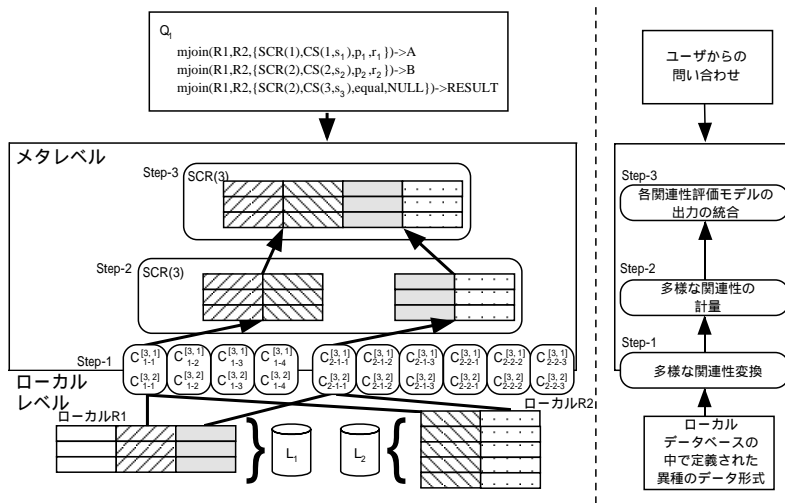 Q1
mjoin(R1,R2,{SCR(1),CS(1,s1),p1,r1})->A
mjoin(R1,R2,{SCR(2),CS(2,s2),p2,r2})->B
mjoin(R1,R2,{SCR(2),CS(3,s3),equal,NULL})->RESULT
メタレベル
Step-3
SCR(3)
Step-2
SCR(3)
Step-1
C[3, 1]1-1 C[3, 1]1-2 C[3, 1]1-3 C[3, 1]1-4 C[3, 1]2-1-1 C[3, 1]2-1-2 C[3, 1]2-1-3 C[3, 1]2-2-1 C[3, 1]2-2-2 C[3, 1]2-2-3
C[3, 2]1-1 C[3, 2]1-2 C[3, 2]1-3 C[3, 2]1-4 C[3, 2]2-1-1 C[3, 2]2-1-2 C[3, 2]2-1-3 C[3, 2]2-2-1 C[3, 2]2-2-2 C[3, 2]2-2-3
ローカル
レベル
ローカルR1
ローカルR2
L1
L2
ユーザからの
問い合わせ
Step-3
各関連性評価モデルの
出力の統合
Step-2
多様な関連性の
計量
Step-1
多様な関連性変換
ローカル
データベースの
中で定義された
異種のデータ形式